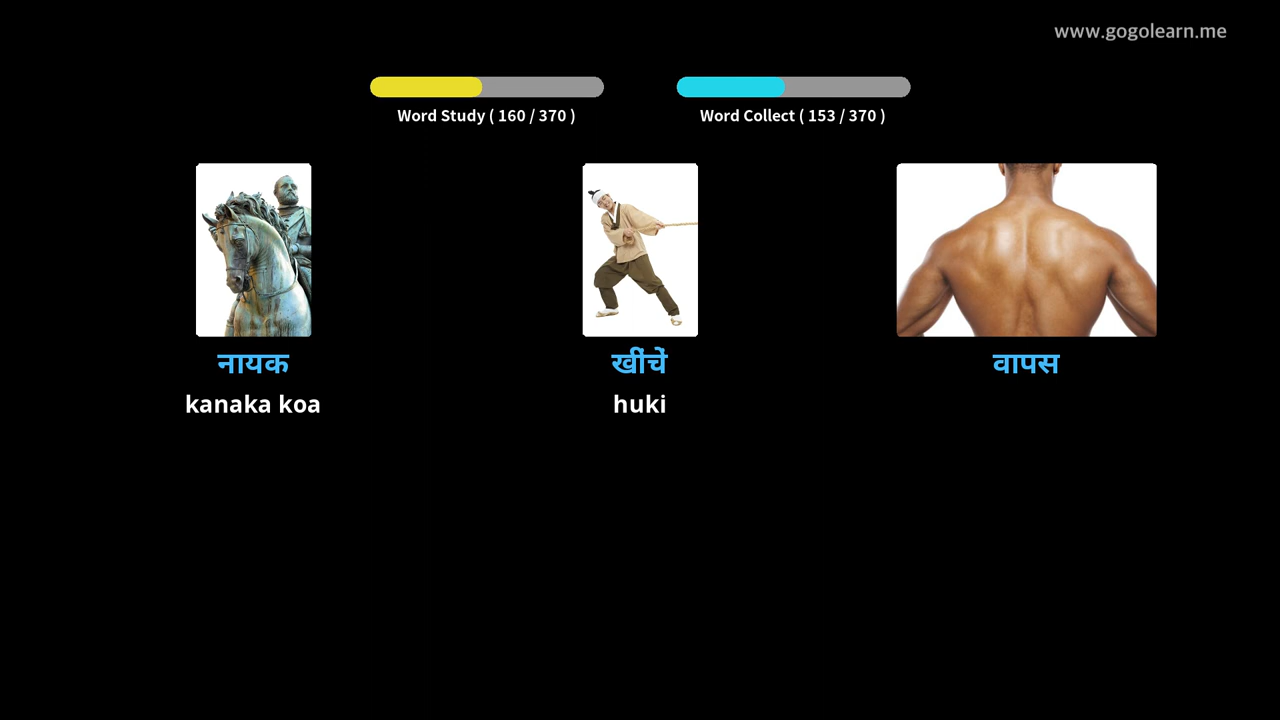 www.gogolearn.me
Word Study ( 160 / 370 )
Word Collect ( 153 / 370 )
नायक
खींचें
वापस
kanaka koa
huki